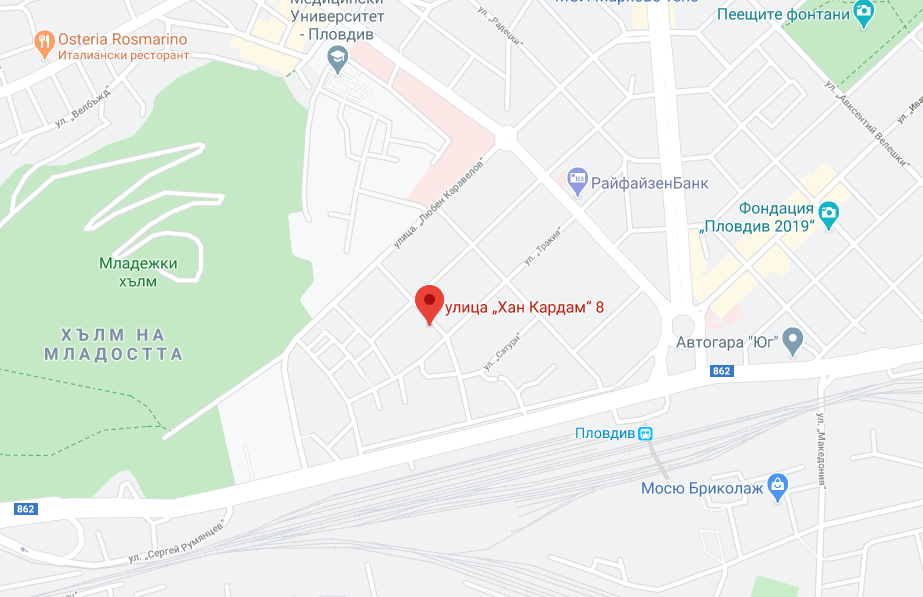 Медицински
Университет
- Пловдив
Пеещите фонтани
Osteria Rosmarino
Италиански ресторант
ул. „Радецки“
ул. „Велбъжд“
ул. „Авксентий Велешки“
ул. „Любен Каравелов“
РайфайзенБанк
Фондация
„Пловдив 2019“
ул. „Тракия“
Младежки
хълм
улица „Хан Кардам“ 8
ХЪЛМ НА
МЛАДОСТТА
ул. „Сатурн“
Автогара "Юг"
862
Пловдив
ул. „Македония“
Мосю Бриколаж
862
ул. „Сергей Румянцев“